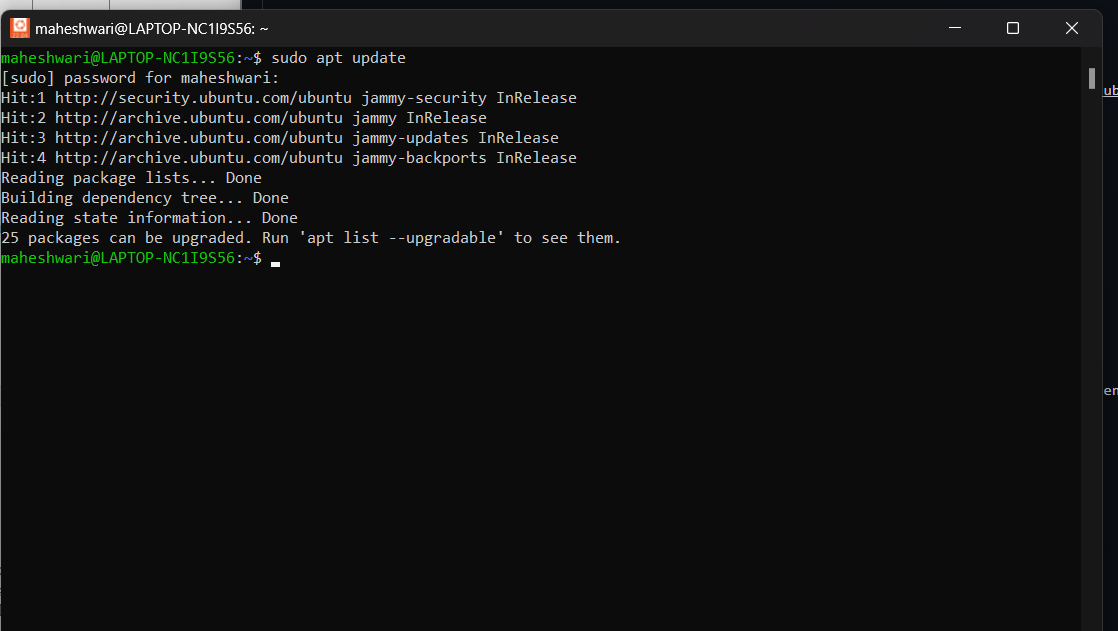 maheshwari@LAPTOP-NC1I9S56: ~
maheshwari@LAPTOP-NC1I9S56:~$ sudo apt update
[sudo] password for maheshwari:
Hit:1 http://security.ubuntu.com/ubuntu jammy-security InRelease
Hit:2 http://archive.ubuntu.com/ubuntu jammy InRelease
Hit:3 http://archive.ubuntu.com/ubuntu jammy-updates InRelease
Hit:4 http://archive.ubuntu.com/ubuntu jammy-backports InRelease
Reading package lists... Done
Building dependency tree... Done
Reading state information... Done
25 packages can be upgraded. Run 'apt list --upgradable' to see them.
maheshwari@LAPTOP-NC1I9S56:~$